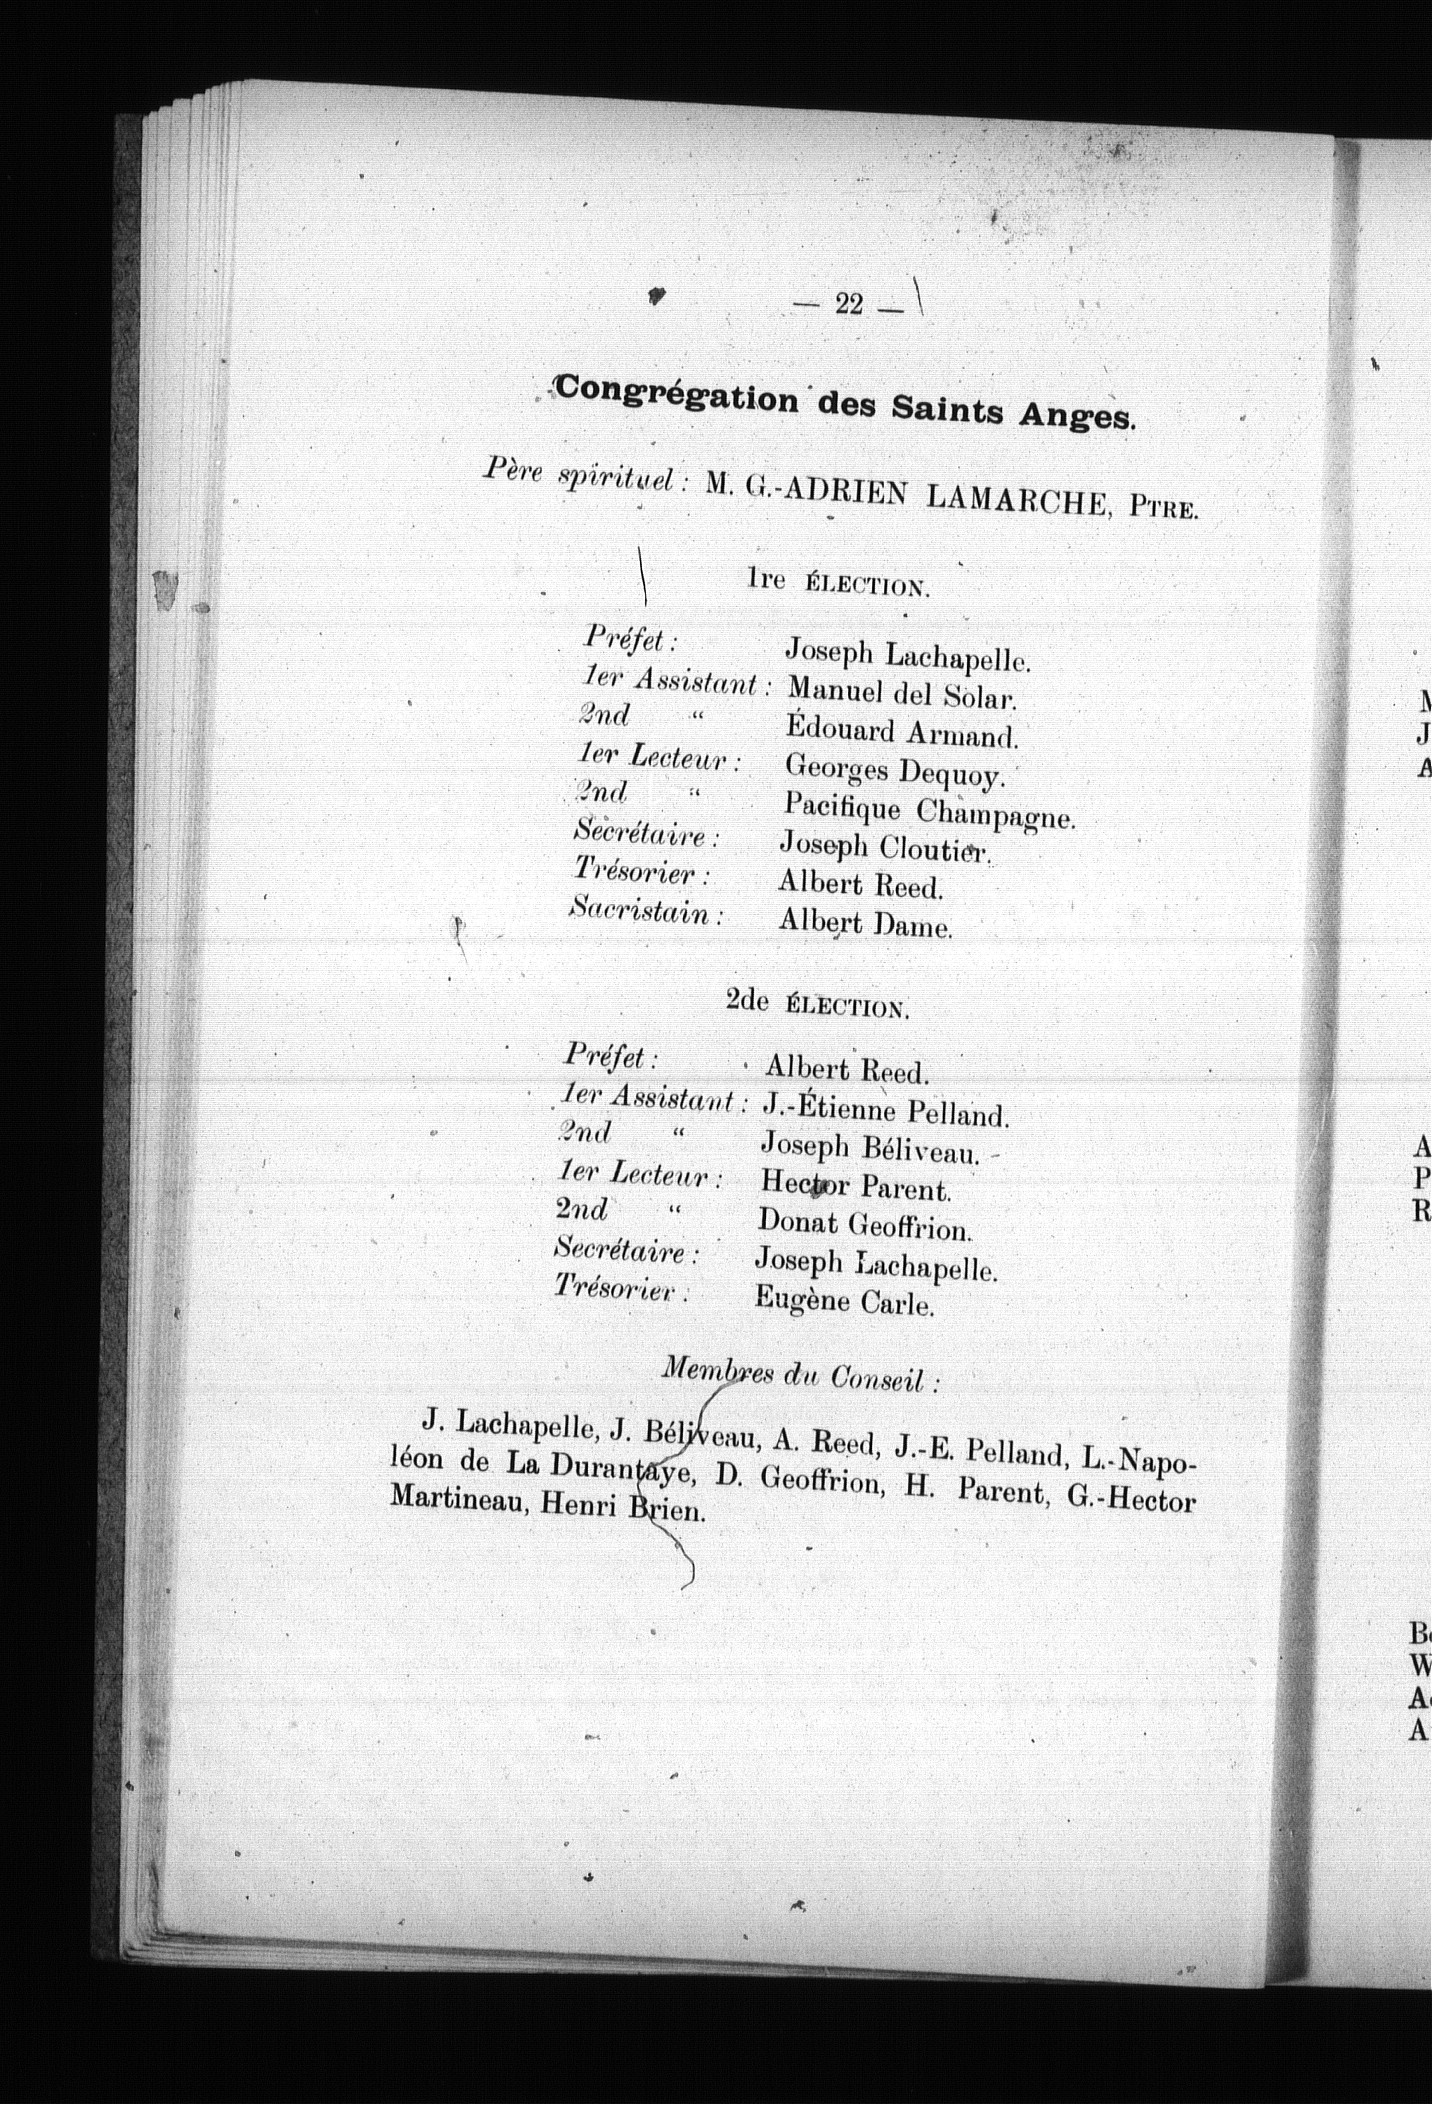 — 22 —
Congrégation des Saints Anges.
Père spirituel : M. G.-ADRIEN LAMARCHE, PTRE.
1re ÉLECTION.
Préfet : Joseph Lachapelle.
1er Assistant : Manuel del Solar.
2nd “ Édouard Armand.
1er Lecteur : Georges Dequoy.
2nd “ Pacifique Champagne.
Secrétaire : Joseph Cloutier.
Trésorier : Albert Reed.
Sacristain : Albert Dame.
2de ÉLECTION.
Préfet : Albert Reed.
1er Assistant : J.-Étienne Pelland.
2nd “ Joseph Béliveau.
1er Lecteur : Hector Parent.
2nd “ Donat Geoffrion.
Secrétaire : Joseph Lachapelle.
Trésorier : Eugène Carle.
Membres du Conseil :
J. Lachapelle, J. Béliveau, A. Reed, J.-E. Pelland, L.-Napo-
léon de La Durantaye, D. Geoffrion, H. Parent, G.-Hector
Martineau, Henri Brien.